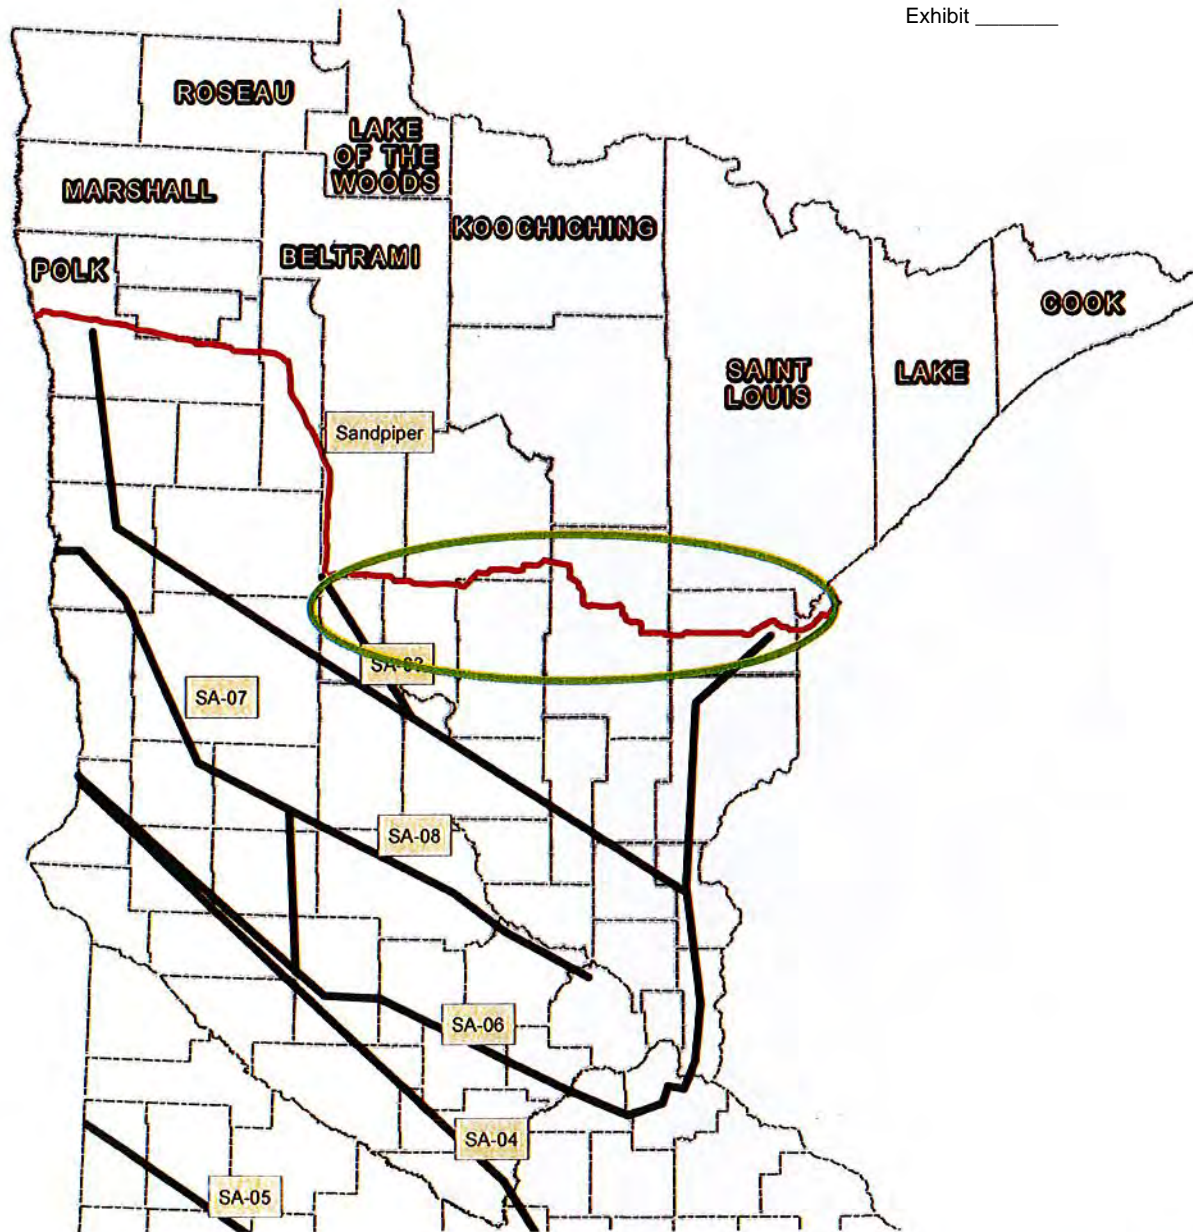 Exhibit _______
ROSEAU
LAKE
OF THE
WOODS
MARSHALL
KOOCHICHING
BELTRAMI
POLK
COOK
SAINT
LOUIS
LAKE
Sandpiper
SA-07
SA-08
SA-06
SA-04
SA-05